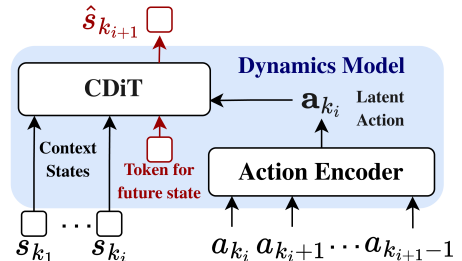 ŝ_{k_{i+1}}
Dynamics Model
CDiT
𝐚_{k_i} Latent
Action
Context
States
Token for
future state
Action Encoder
s_{k_1} ... s_{k_i}
a_{k_i} a_{k_i+1} ... a_{k_{i+1}-1}